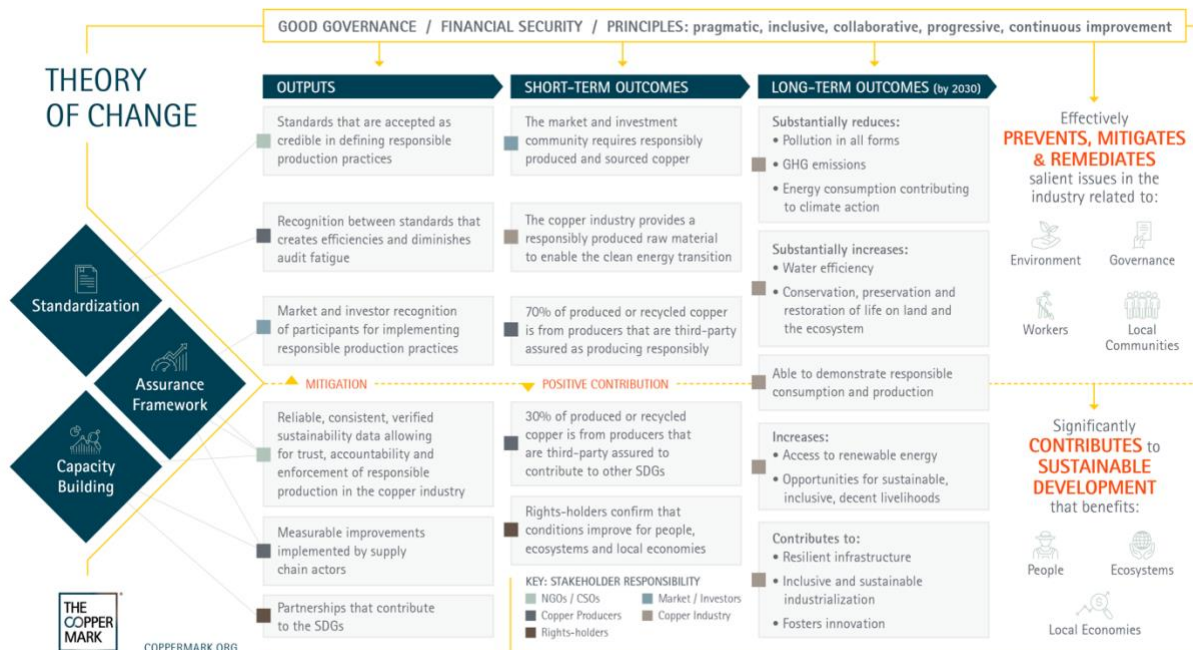 GOOD GOVERNANCE / FINANCIAL SECURITY / PRINCIPLES: pragmatic, inclusive, collaborative, progressive, continuous improvement
THEORY
OF CHANGE
Standardization
Assurance
Framework
Capacity
Building
OUTPUTS
Standards that are accepted as
credible in defining responsible
production practices
Recognition between standards that
creates efficiencies and diminishes
audit fatigue
Market and investor recognition
of participants for implementing
responsible production practices
MITIGATION
Reliable, consistent, verified
sustainability data allowing
for trust, accountability and
enforcement of responsible
production in the copper industry
Measurable improvements
implemented by supply
chain actors
Partnerships that contribute
to the SDGs
SHORT-TERM OUTCOMES
The market and investment
community requires responsibly
produced and sourced copper
The copper industry provides a
responsibly produced raw material
to enable the clean energy transition
70% of produced or recycled copper
is from producers that are third-party
assured as producing responsibly
POSITIVE CONTRIBUTION
30% of produced or recycled
copper is from producers that
are third-party assured to
contribute to other SDGs
Rights-holders confirm that
conditions improve for people,
ecosystems and local economies
KEY: STAKEHOLDER RESPONSIBILITY
NGOs / CSOs
Market / Investors
Copper Producers
Copper Industry
Rights-holders
LONG-TERM OUTCOMES (by 2030)
Substantially reduces:
• Pollution in all forms
• GHG emissions
• Energy consumption contributing
to climate action
Substantially increases:
• Water efficiency
• Conservation, preservation and
restoration of life on land and
the ecosystem
Able to demonstrate responsible
consumption and production
Increases:
• Access to renewable energy
• Opportunities for sustainable,
inclusive, decent livelihoods
Contributes to:
• Resilient infrastructure
• Inclusive and sustainable
industrialization
• Fosters innovation
Effectively
PREVENTS, MITIGATES
& REMEDIATES
salient issues in the
industry related to:
Environment
Governance
Workers
Local
Communities
Significantly
CONTRIBUTES to
SUSTAINABLE
DEVELOPMENT
that benefits:
People
Ecosystems
Local Economies
THE
COPPER
MARK
COPPERMARK.ORG